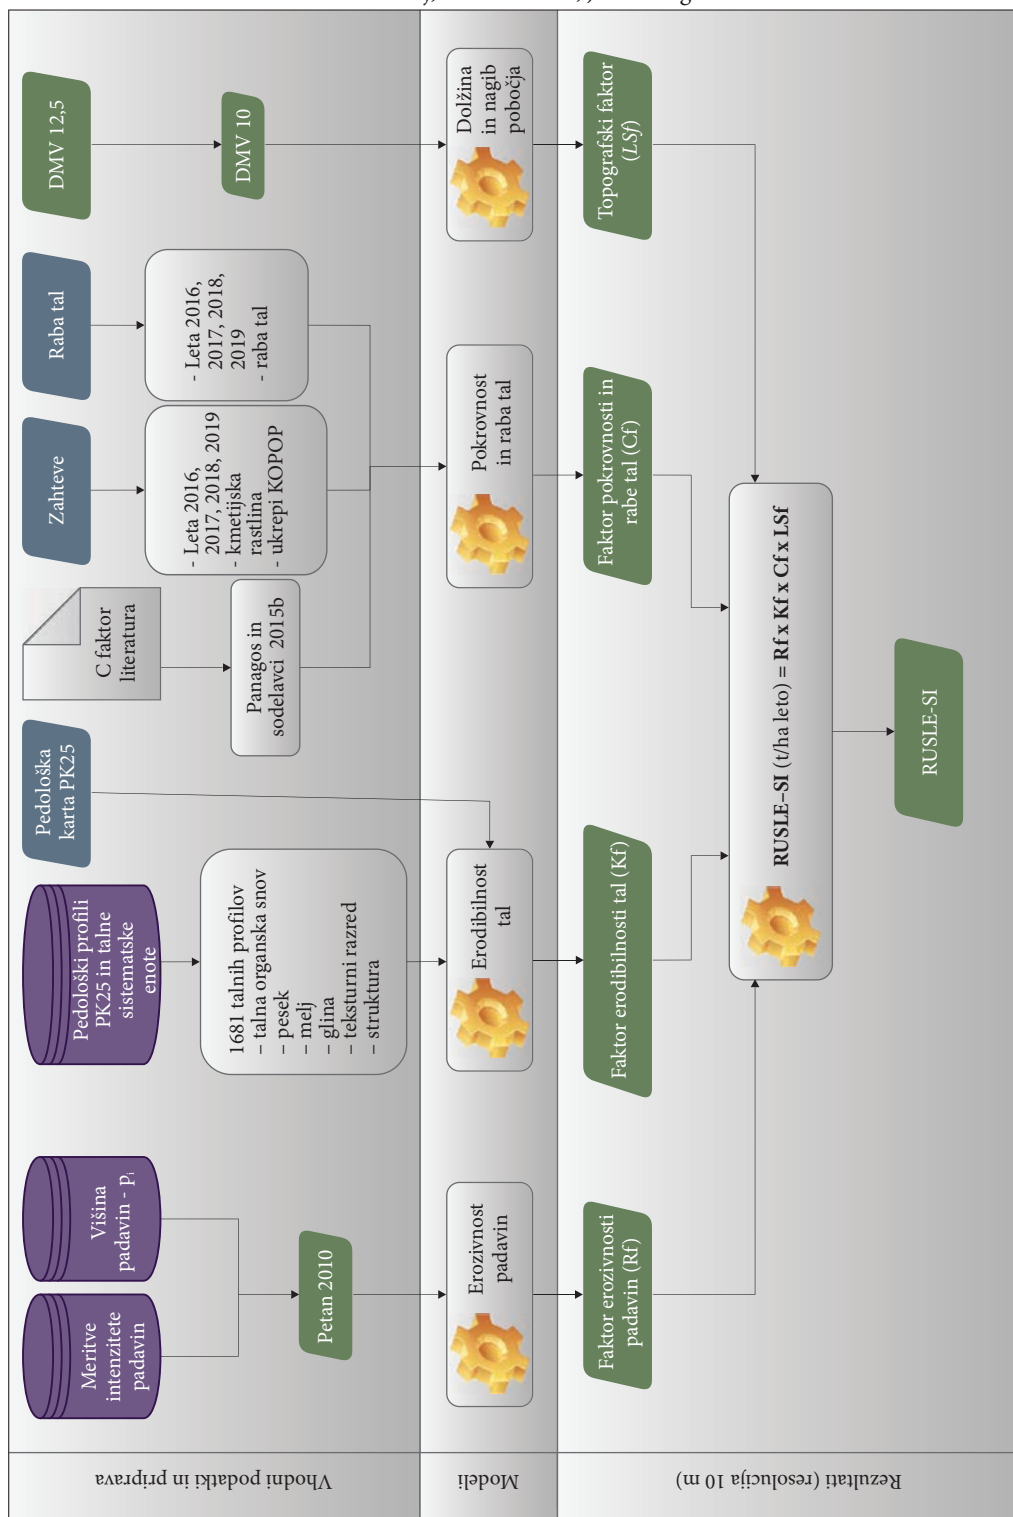 Vhodni podatki in priprava
Meritve
intenzitete
padavin
Višina
padavin - pi
Pedološki profili
PK25 in talne
sistematske
enote
Pedološka
karta PK25
C faktor
literatura
Zahteve
Raba tal
DMV 12,5
Petan 2010
1681 talnih profilov
– talna organska snov
– pesek
– melj
– glina
– teksturni razred
– struktura
Panagos in
sodelavci 2015b
- Leta 2016,
2017, 2018, 2019
- kmetijska
rastlina
- ukrepi KOPOP
- Leta 2016,
2017, 2018,
2019
- raba tal
DMV 10
Modeli
Erozivnost
padavin
Erodibilnost
tal
Pokrovnost
in raba tal
Dolžina
in nagib
pobočja
Rezultati (resolucija 10 m)
Faktor erozivnosti
padavin (Rf)
Faktor erodibilnosti tal (Kf)
Faktor pokrovnosti in
rabe tal (Cf)
Topografski faktor
(LSf)
RUSLE–SI (t/ha leto) = Rf x Kf x Cf x LSf
RUSLE-SI